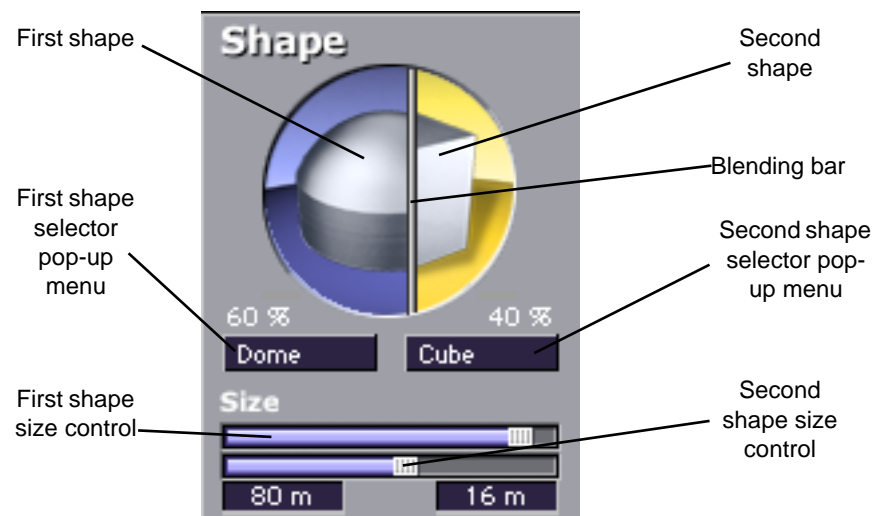 First shape
Shape
Second
shape
Blending bar
First shape
selector
pop-up
menu
Second shape
selector pop-
up menu
60 %
40 %
Dome
Cube
First shape
size control
Size
Second
shape size
control
80 m
16 m